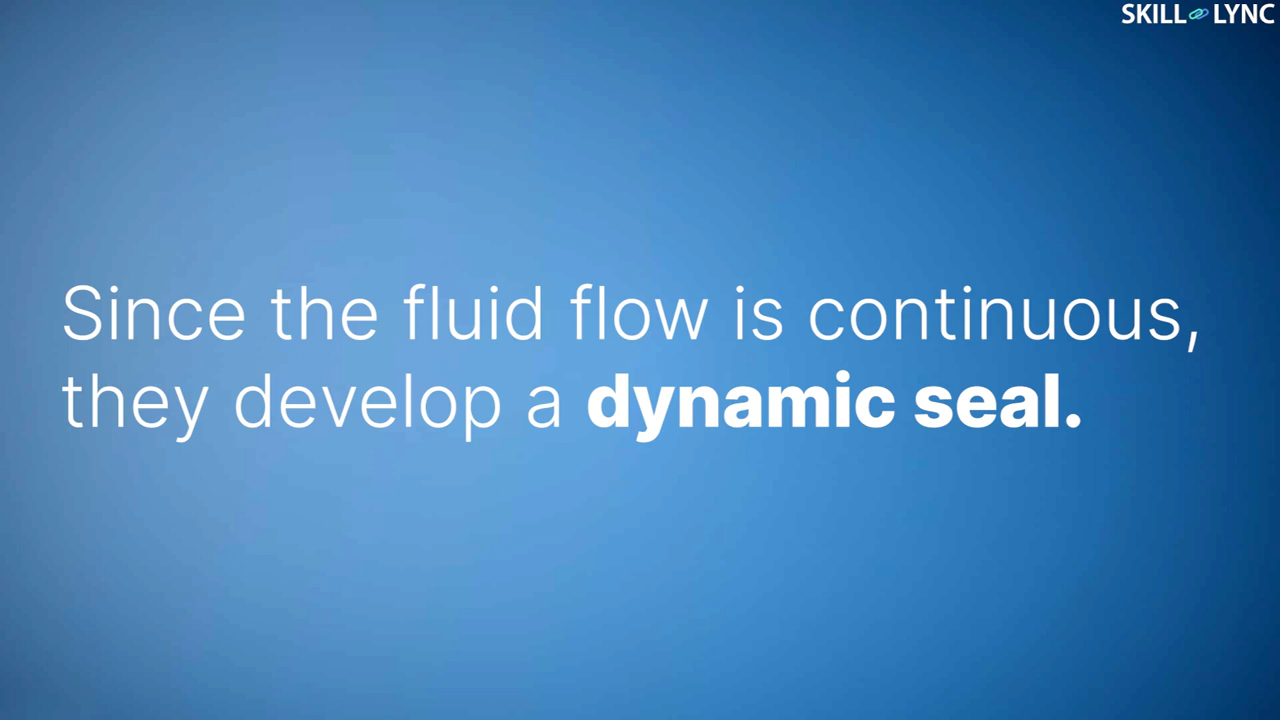 SKILL LYNC
Since the fluid flow is continuous,
they develop a dynamic seal.